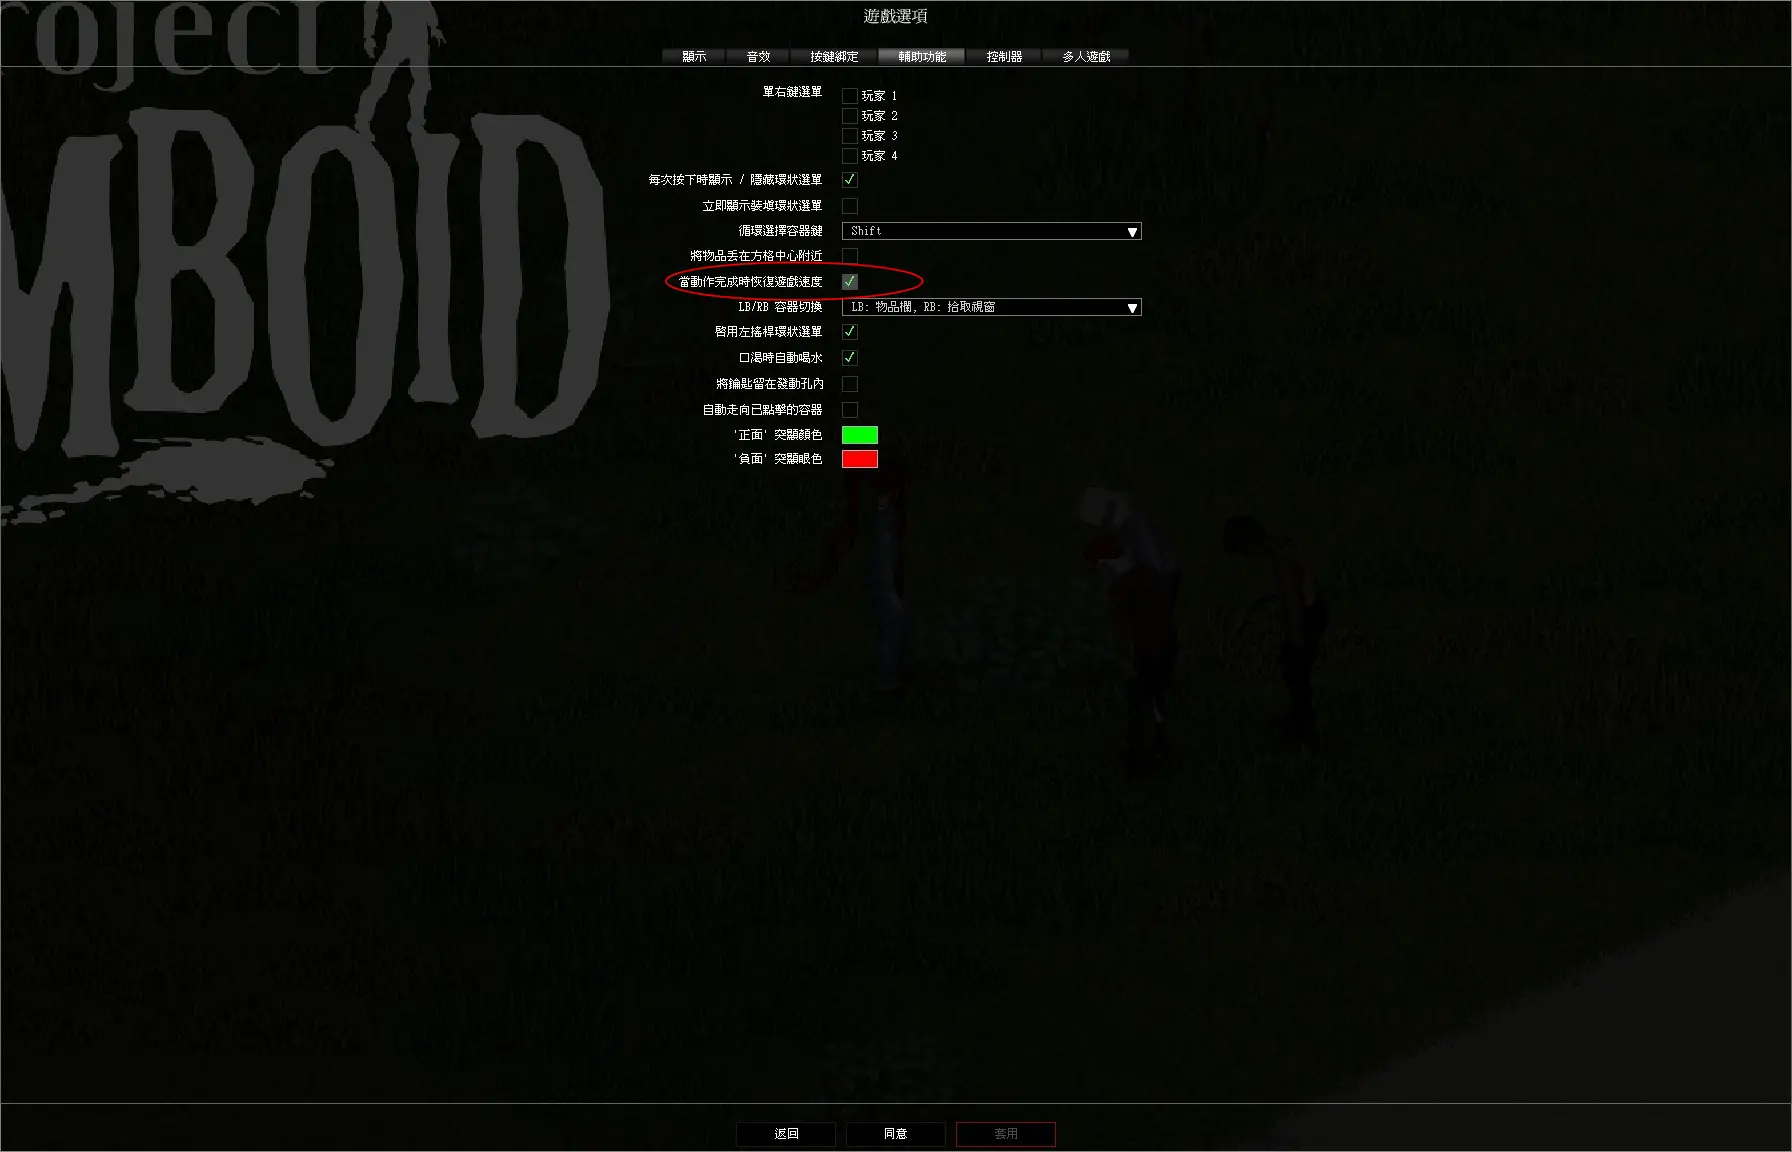 遊戲選項
oject
MBOID
顯示 音效 按鍵綁定 輔助功能 控制器 多人遊戲
單右鍵選單 玩家 1
玩家 2
玩家 3
玩家 4
每次按下時顯示 / 隱藏環狀選單
立即顯示裝填環狀選單
循環選擇容器鍵 Shift
將物品丟在方格中心附近
當動作完成時恢復遊戲速度
LB/RB 容器切換 LB: 物品欄, RB: 拾取視窗
啓用左搖桿環狀選單
口渴時自動喝水
將鑰匙留在發動孔內
自動走向已點擊的容器
'正面' 突顯顏色
'負面' 突顯眼色
返回 同意 套用